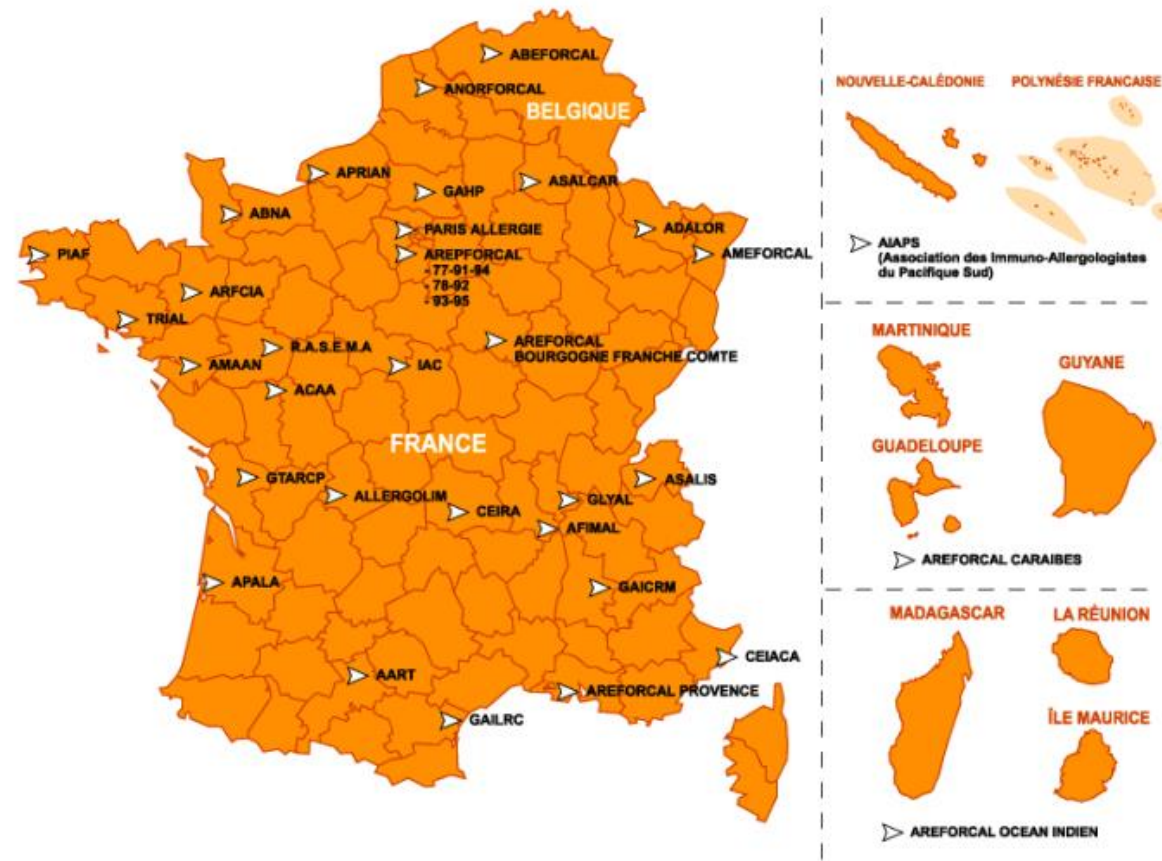 ABEFORCAL
ANORFORCAL
BELGIQUE
APRIAN
GAHP
ASALCAR
ABNA
PARIS ALLERGIE
ADALOR
PIAF
AREPFORCAL
- 77-91-94
- 78-92
- 93-95
AMEFORCAL
ARFCIA
TRIAL
R.A.S.E.M.A
AREFORCAL
BOURGOGNE FRANCHE COMTE
AMAAN
IAC
ACAA
FRANCE
GTARCP
ALLERGOLIM
CEIRA
GLYAL
ASALIS
AFIMAL
APALA
GAICRM
CEIACA
AART
AREFORCAL PROVENCE
GAILRC
NOUVELLE-CALÉDONIE
POLYNÉSIE FRANCAISE
AIAPS
(Association des Immuno-Allergologistes
du Pacifique Sud)
MARTINIQUE
GUYANE
GUADELOUPE
AREFORCAL CARAIBES
MADAGASCAR
LA RÉUNION
ÎLE MAURICE
AREFORCAL OCEAN INDIEN